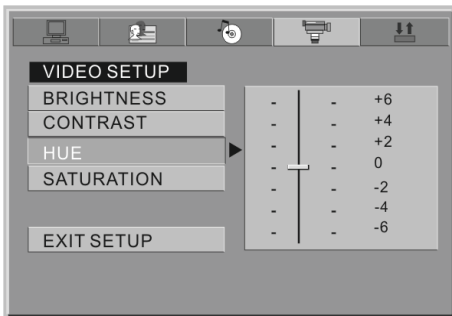 VIDEO SETUP
BRIGHTNESS
CONTRAST
HUE
SATURATION
EXIT SETUP
+6
+4
+2
0
-2
-4
-6